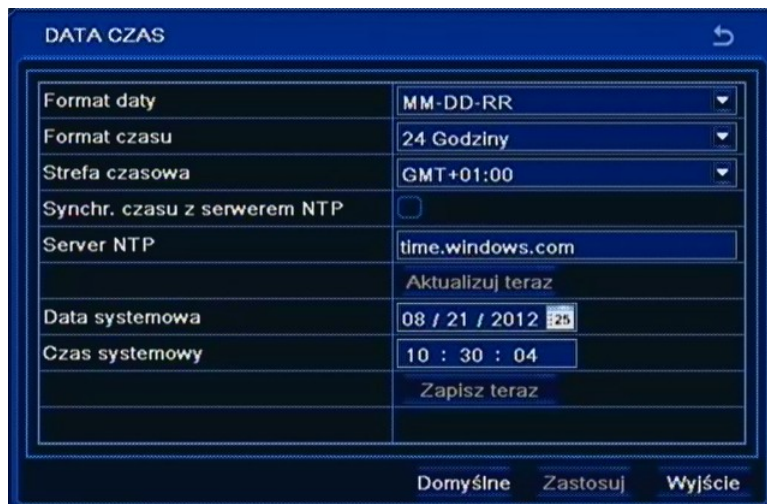 DATA CZAS
Format daty MM-DD-RR
Format czasu 24 Godziny
Strefa czasowa GMT+01:00
Synchr. czasu z serwerem NTP
Server NTP time.windows.com
Aktualizuj teraz
Data systemowa 08 / 21 / 2012 25
Czas systemowy 10 : 30 : 04
Zapisz teraz
Domyślne Zastosuj Wyjście